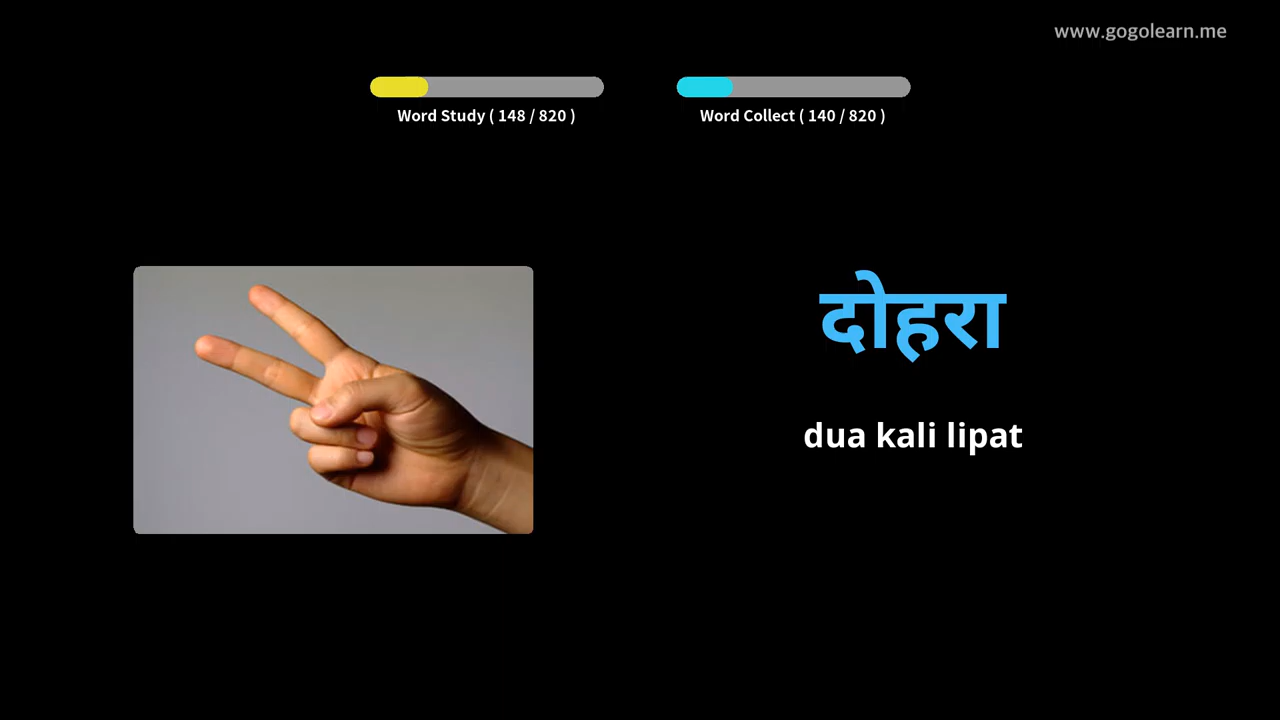 www.gogolearn.me
Word Study ( 148 / 820 )
Word Collect ( 140 / 820 )
दोहरा
dua kali lipat